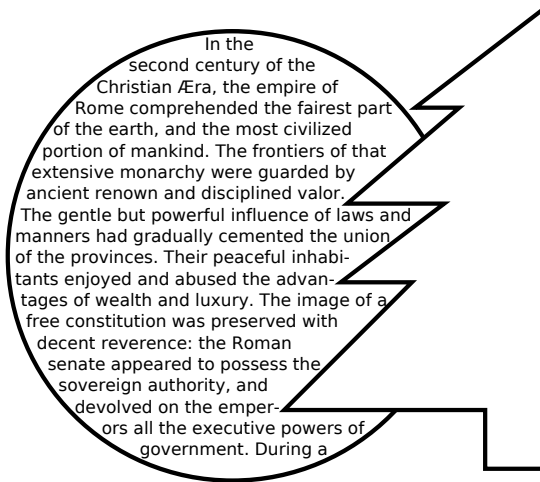 In the
second century of the
Christian Æra, the empire of
Rome comprehended the fairest part
of the earth, and the most civilized
portion of mankind. The frontiers of that
extensive monarchy were guarded by
ancient renown and disciplined valor.
The gentle but powerful influence of laws and
manners had gradually cemented the union
of the provinces. Their peaceful inhabi-
tants enjoyed and abused the advan-
tages of wealth and luxury. The image of a
free constitution was preserved with
decent reverence: the Roman
senate appeared to possess the
sovereign authority, and
devolved on the emper-
ors all the executive powers of
government. During a